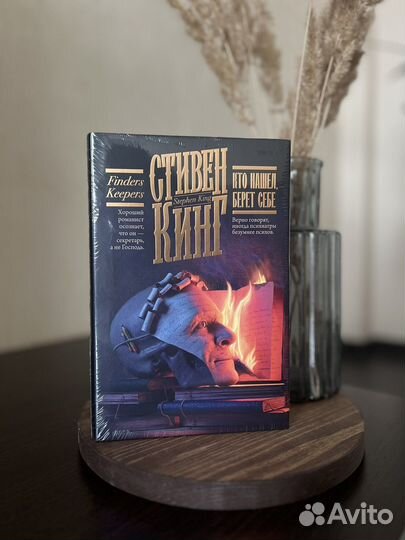 Finders
Keepers
Хороший
романист
осознает,
что он —
секретарь,
а не Господь.
СТИВЕН
Stephen King
КИНГ
КТО НАШЕЛ,
БЕРЕТ СЕБЕ
Верно говорят,
иногда психиатры
безумнее психов.
Avito